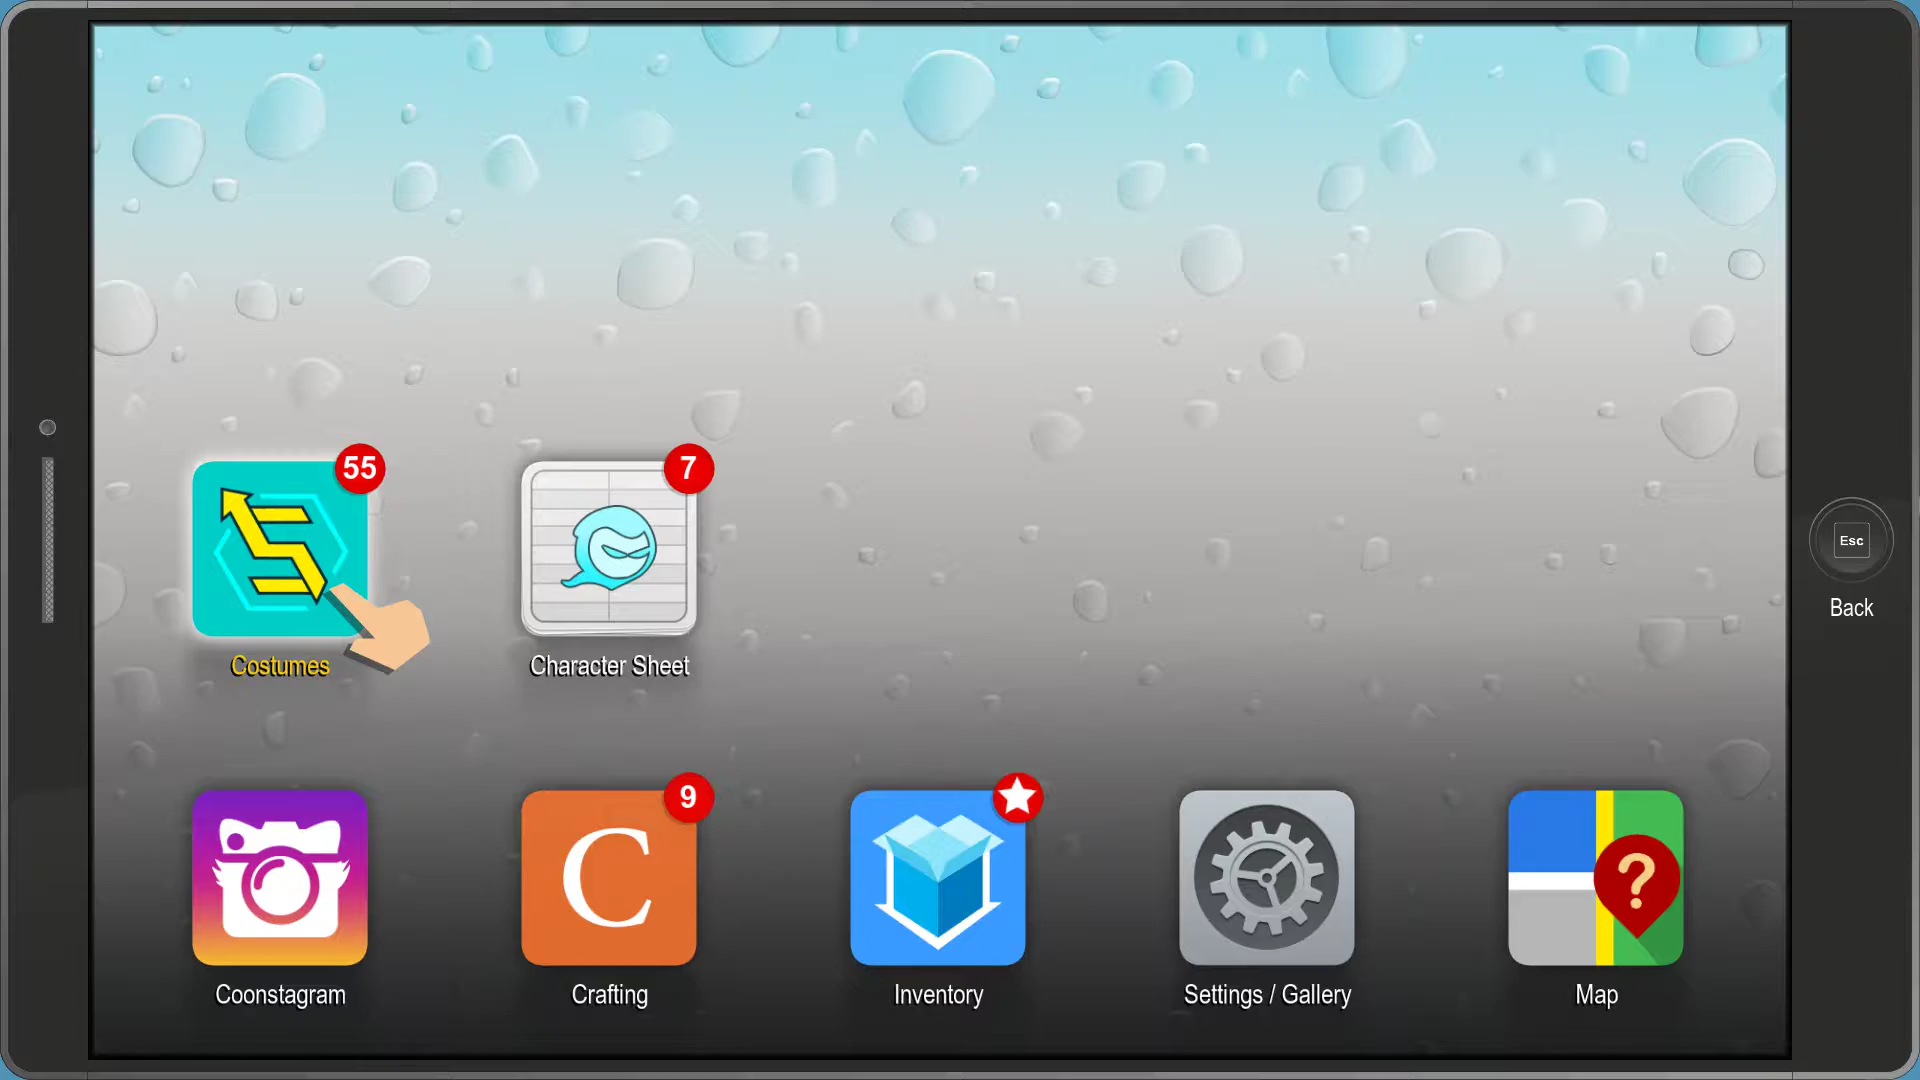 55
7
Costumes
Character Sheet
Esc
Back
9
C
?
Coonstagram
Crafting
Inventory
Settings / Gallery
Map